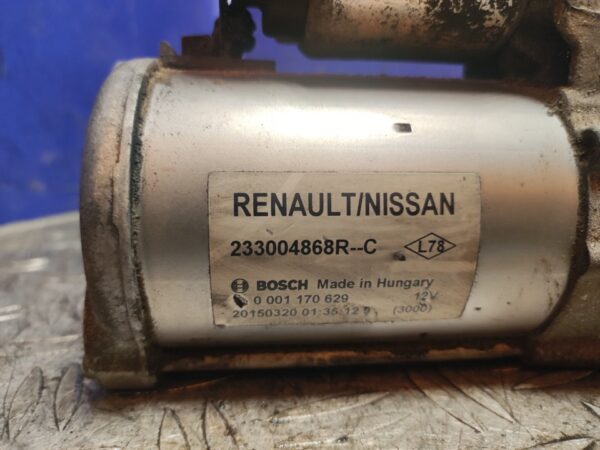 RENAULT/NISSAN
233004868R--C L78
BOSCH Made in Hungary
0 001 170 629 12V
20150320 01 35 12 (3000)